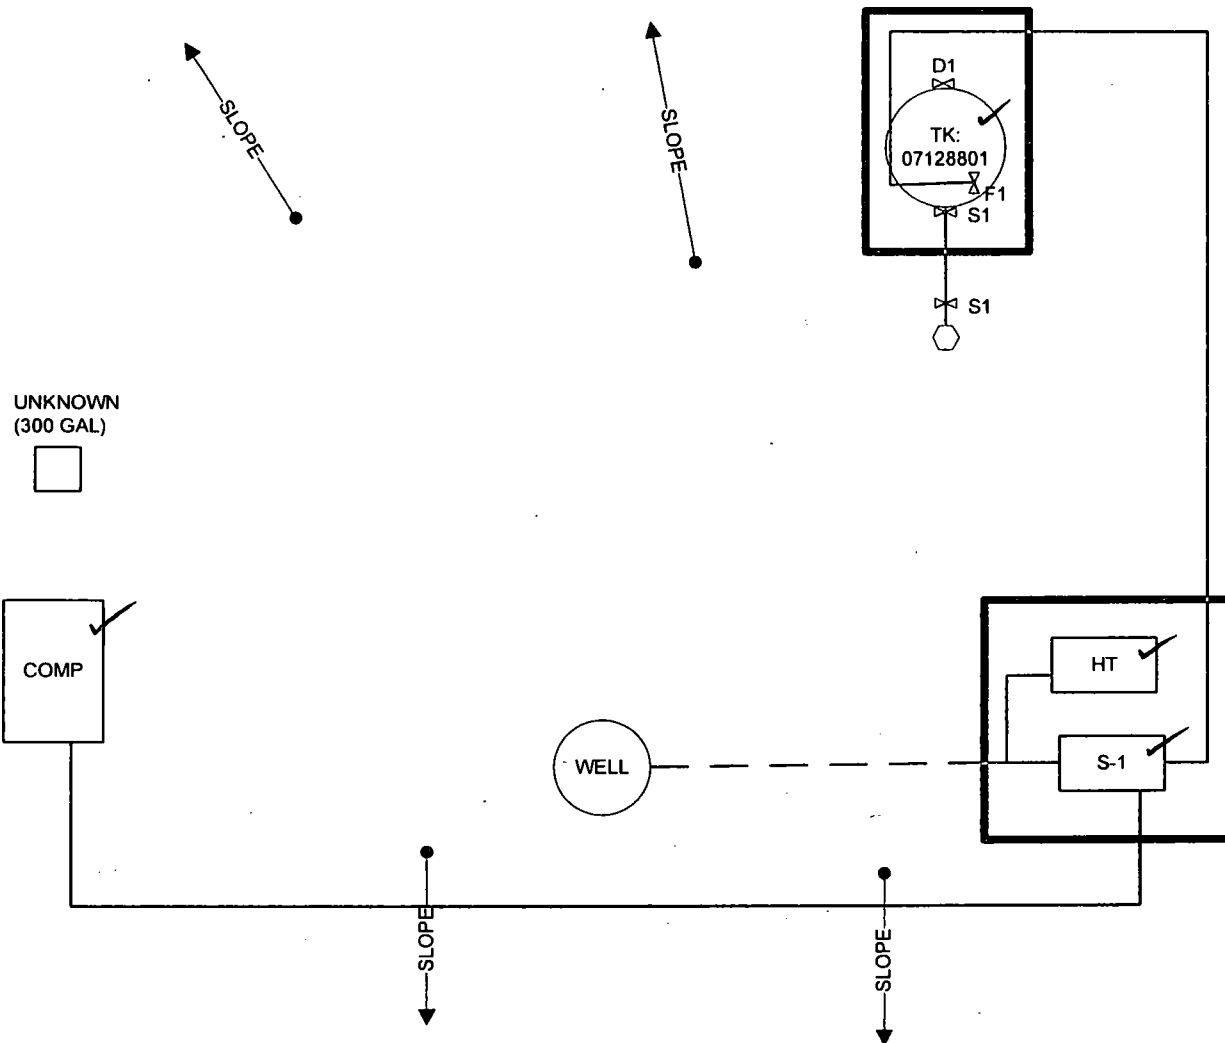 SLOPE
SLOPE
D1
TK:
07128801
F1
S1
S1
UNKNOWN
(300 GAL)
COMP
HT
WELL
S-1
SLOPE
SLOPE